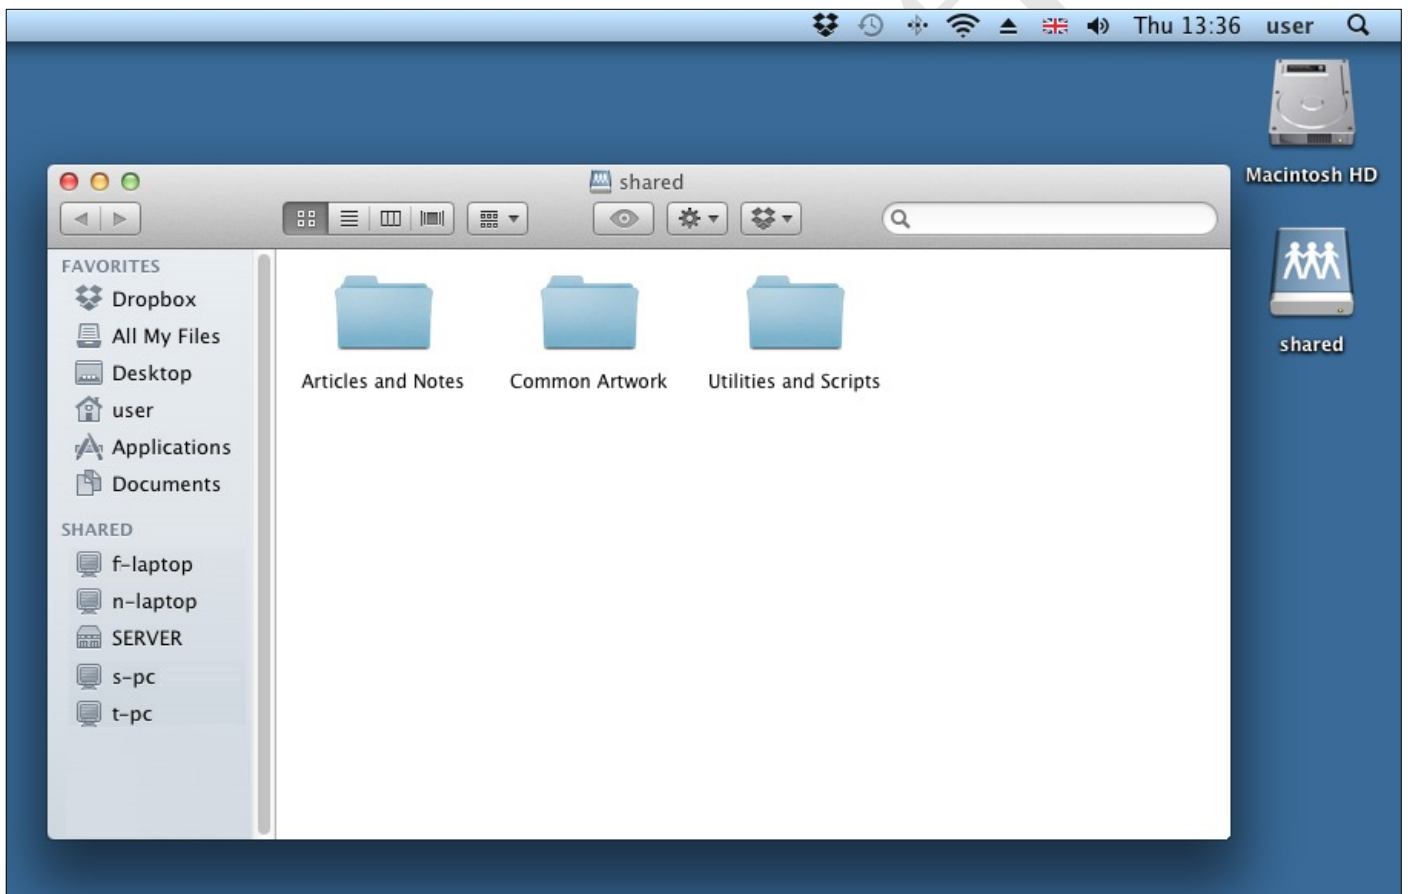 Thu 13:36 user
Macintosh HD
shared
shared
FAVORITES
Dropbox
All My Files
Desktop
user
Applications
Documents
SHARED
f-laptop
n-laptop
SERVER
s-pc
t-pc
Articles and Notes
Common Artwork
Utilities and Scripts